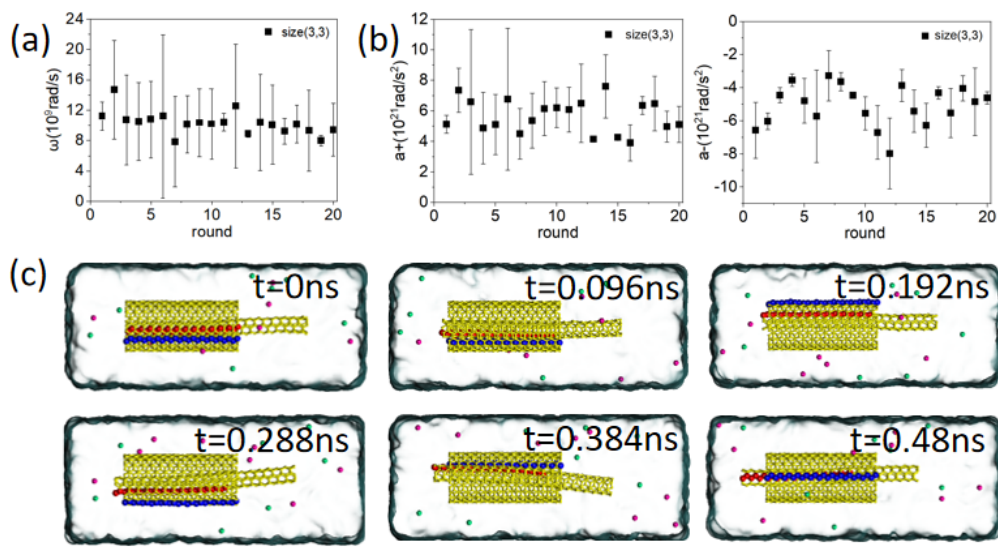 (a)
24
20
16
12
8
4
0
ω(10⁹rad/s)
size(3,3)
0 5 10 15 20
round
(b)
12
10
8
6
4
2
0
a+(10²¹rad/s²)
size(3,3)
0 5 10 15 20
round
0
-2
-4
-6
-8
-10
a-(10²¹rad/s²)
size(3,3)
0 5 10 15 20
round
(c)
t=0ns
t=0.096ns
t=0.192ns
t=0.288ns
t=0.384ns
t=0.48ns